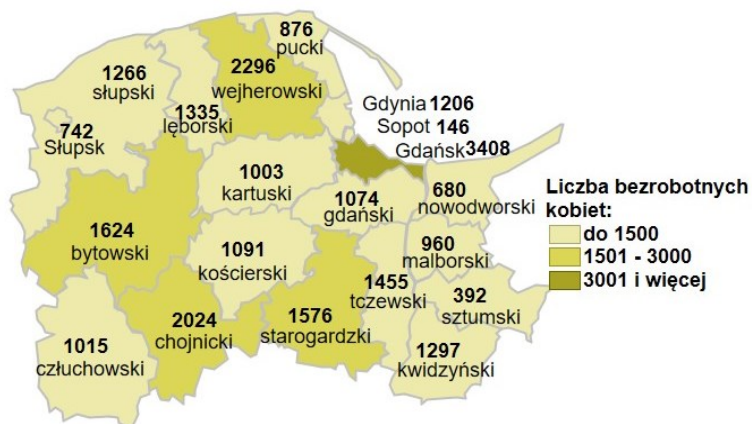 876
pucki
1266
słupski
2296
wejherowski
1335
lęborski
Gdynia 1206
Sopot 146
Gdańsk 3408
742
Słupsk
1003
kartuski
1074
gdański
680
nowodworski
1624
bytowski
1091
kościerski
960
malborski
1455
tczewski
392
sztumski
1015
człuchowski
2024
chojnicki
1576
starogardzki
1297
kwidzyński
Liczba bezrobotnych
kobiet:
do 1500
1501 - 3000
3001 i więcej